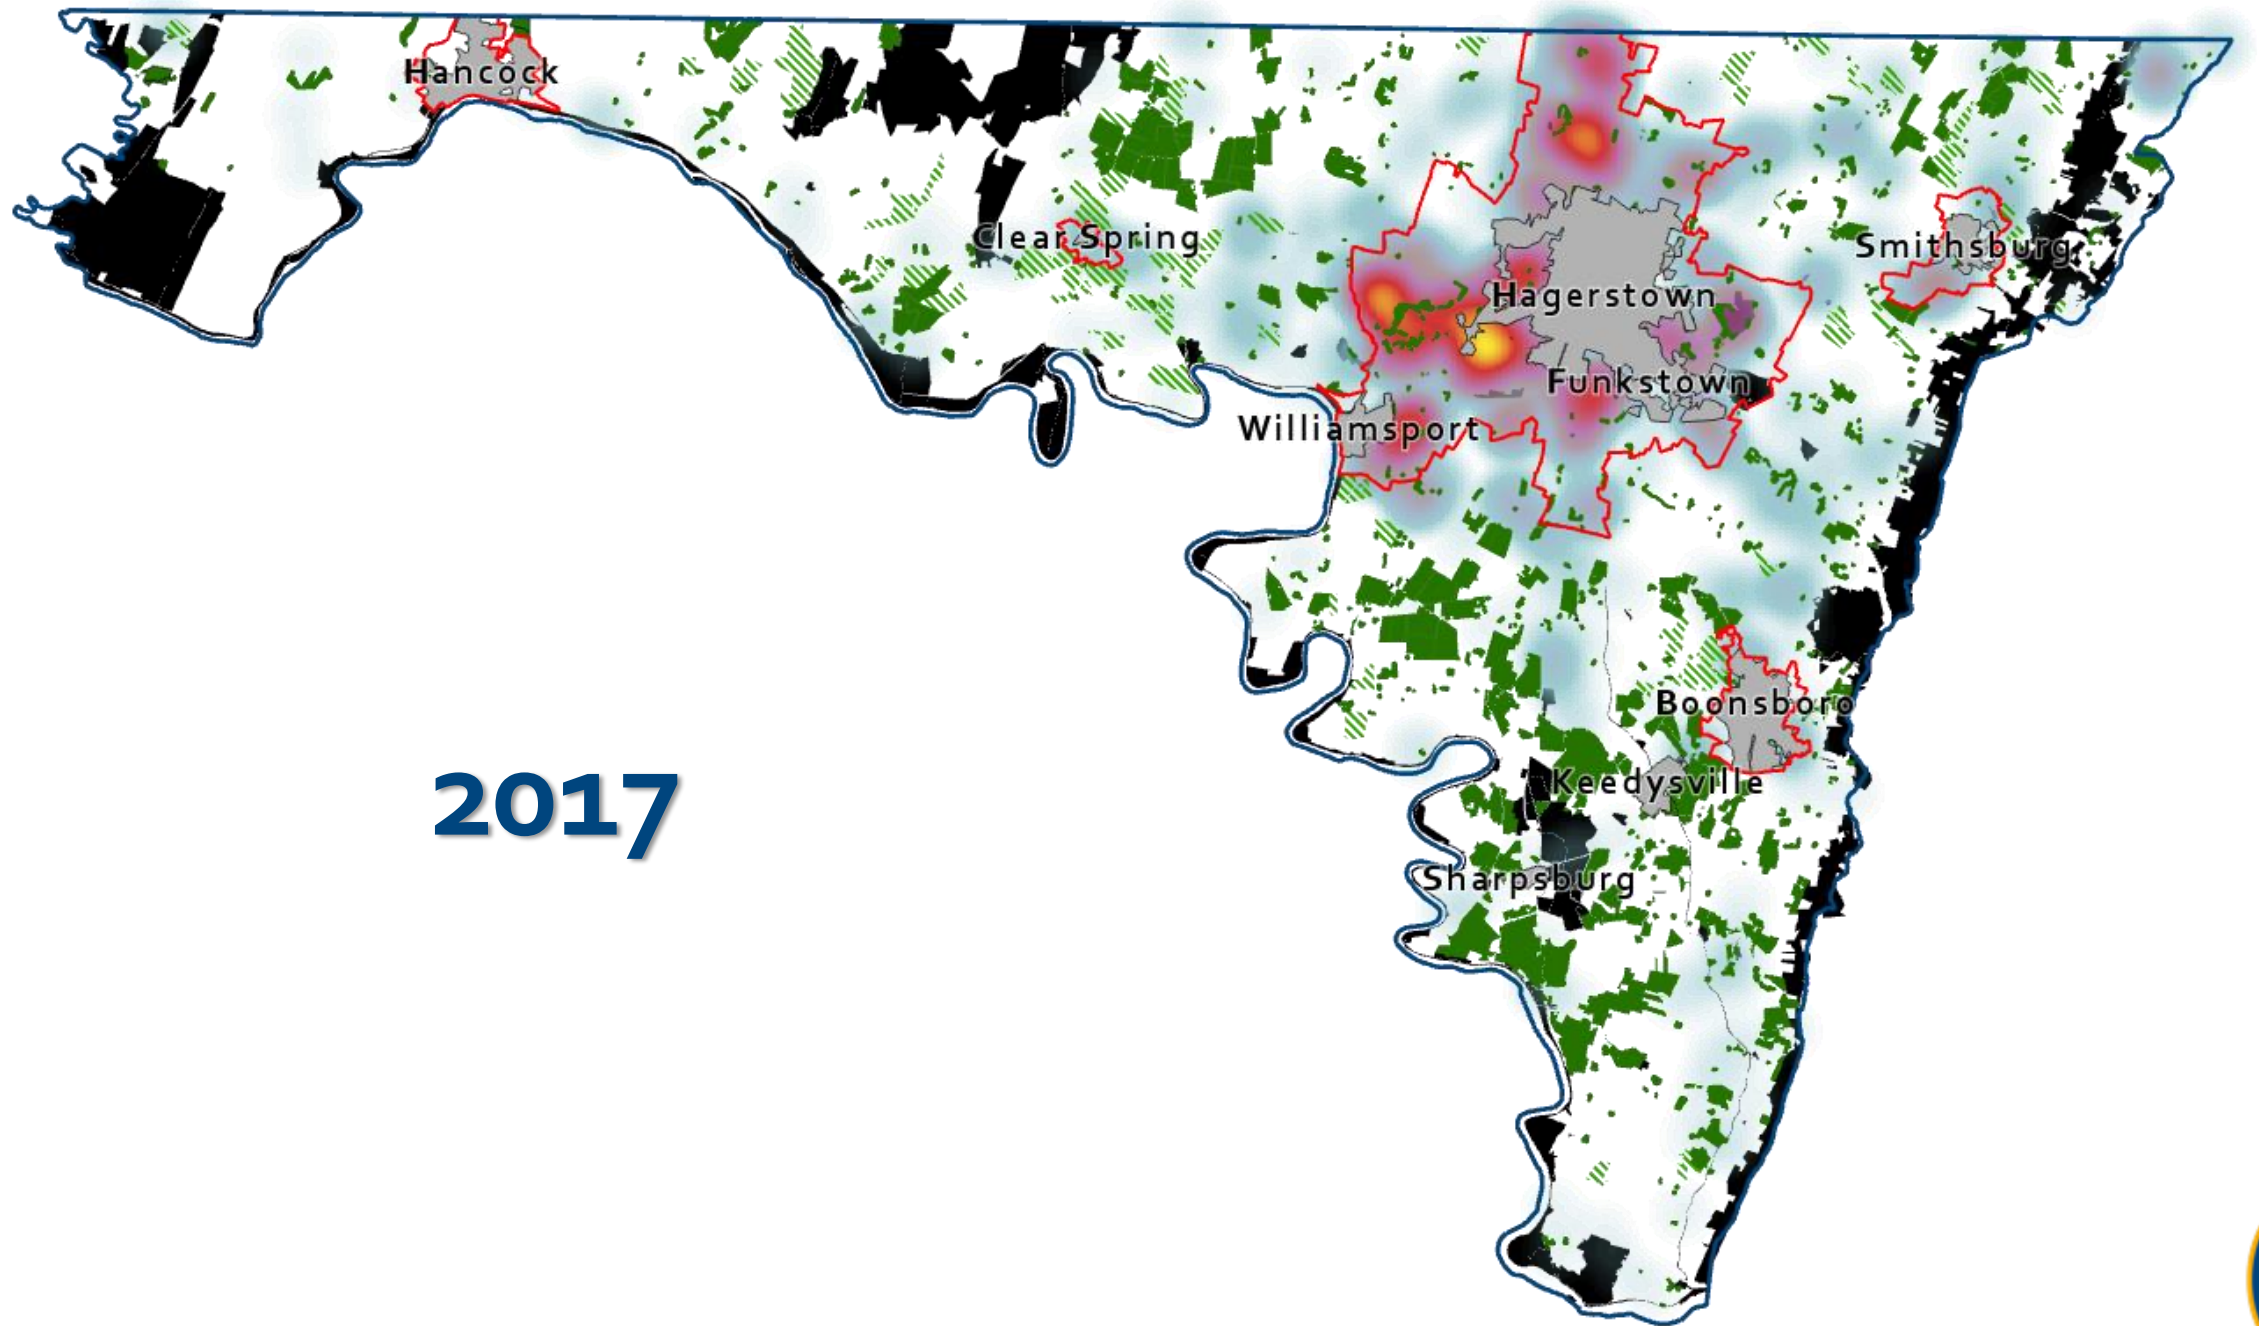 Hancock
Clear Spring
Smithsburg
Hagerstown
Funkstown
Williamsport
Boonsboro
Keedysville
2017
Sharpsburg